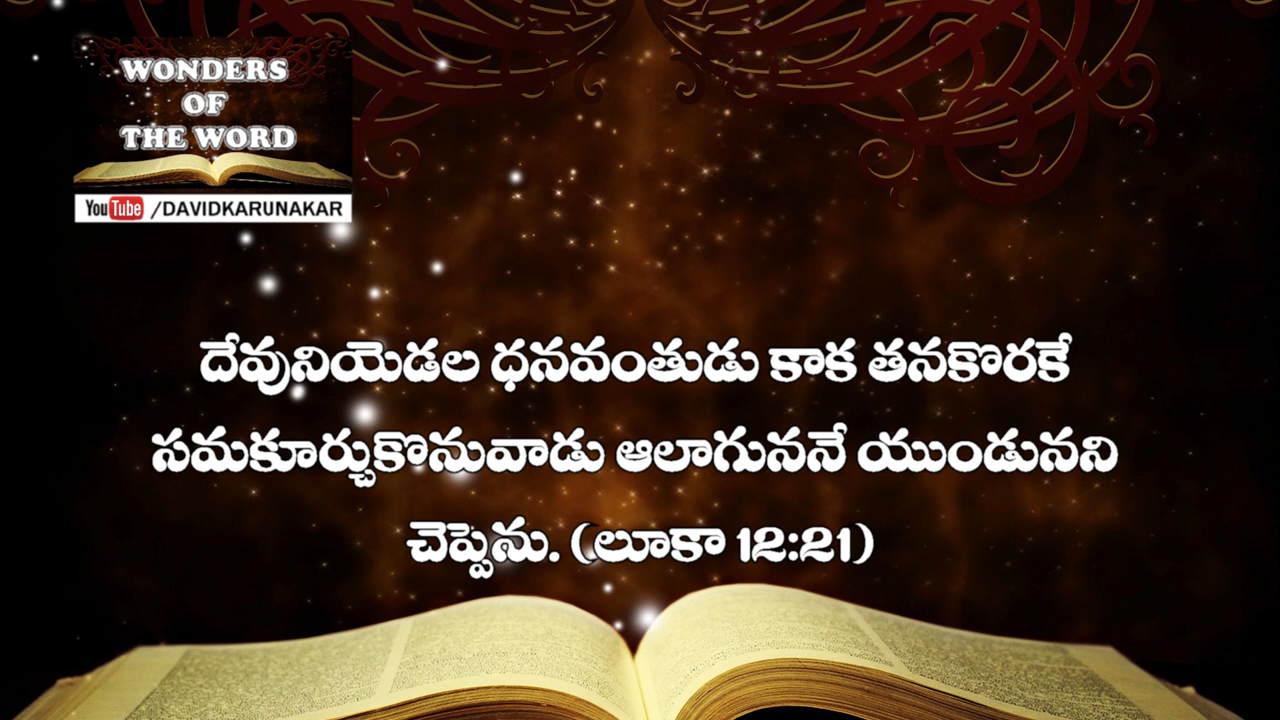 WONDERS
OF
THE WORD
YouTube /DAVIDKARUNAKAR
దేవునియెడల ధనవంతుడు కాక తనకొరకే
సమకూర్చుకొనువాడు ఆలాగుననే యుండునని
చెప్పెను. (లూకా 12:21)